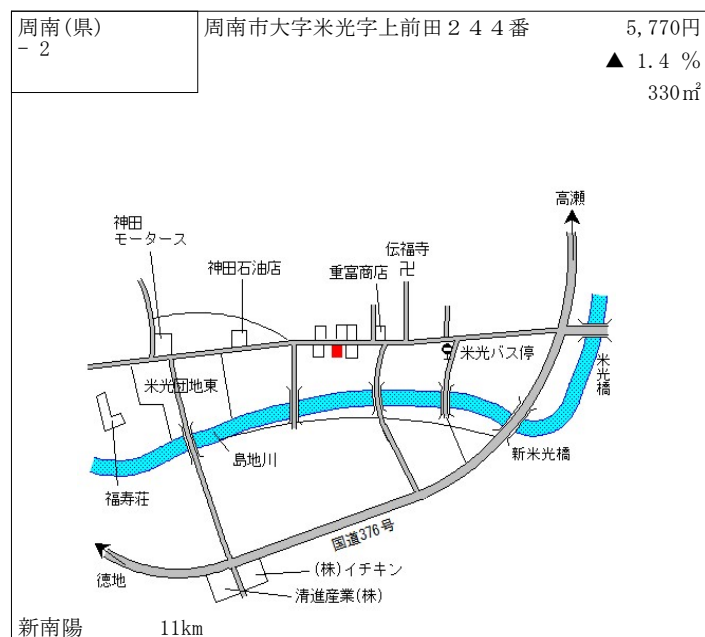 周南(県)
－２
周南市大字米光字上前田２４４番
5,770円
▲ 1.4 %
330㎡
高瀬
神田
モータース
神田石油店
重富商店
伝福寺
卍
米光バス停
米光橋
米光団地東
島地川
新米光橋
福寿荘
国道376号
徳地
(株)イチキン
清進産業(株)
新南陽
11km